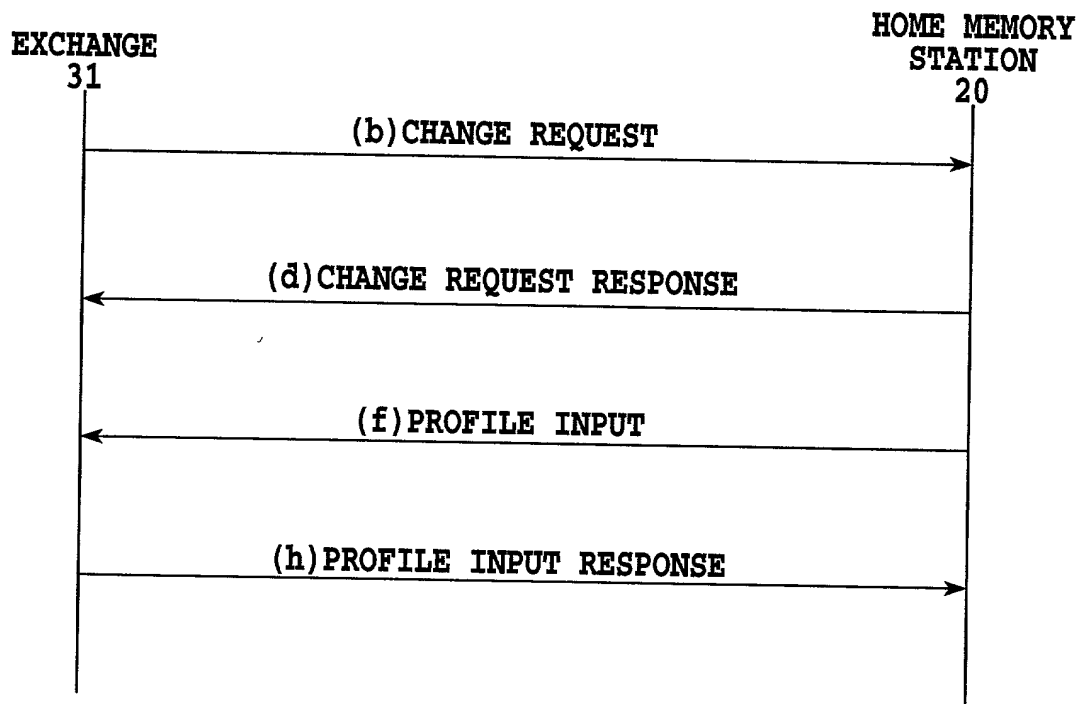 EXCHANGE
31
HOME MEMORY
STATION
20
(b)CHANGE REQUEST
(d)CHANGE REQUEST RESPONSE
(f)PROFILE INPUT
(h)PROFILE INPUT RESPONSE